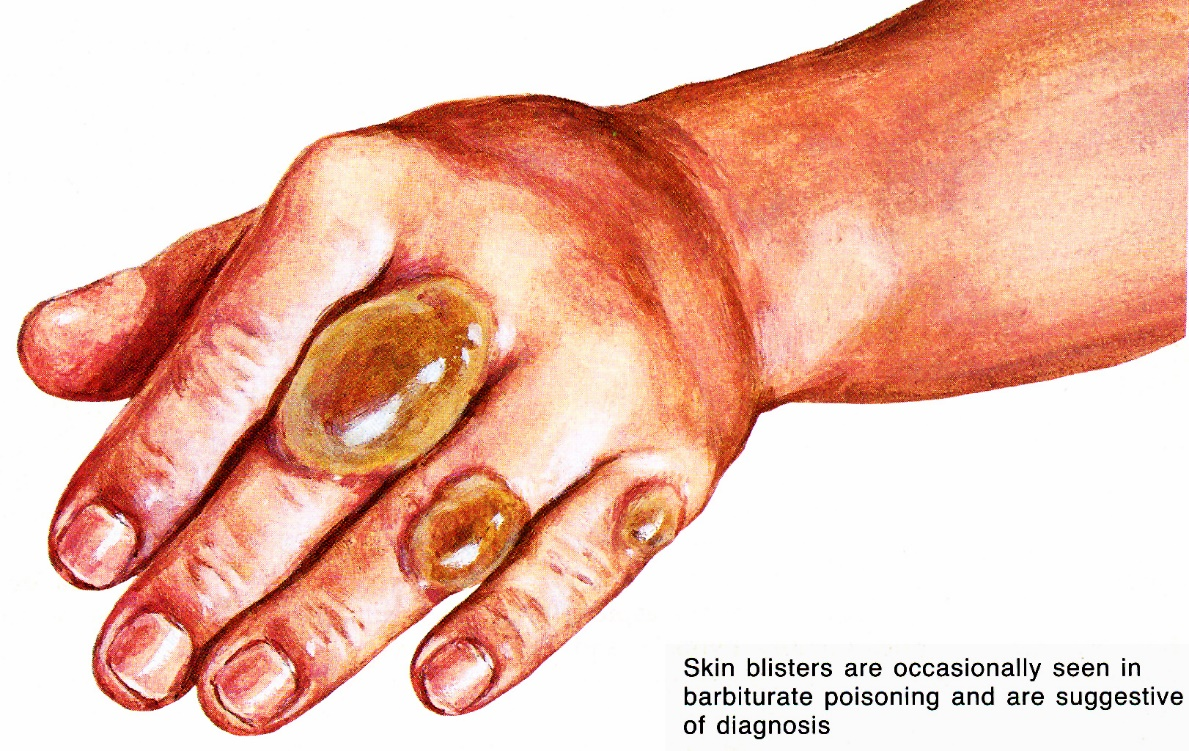 Skin blisters are occasionally seen in
barbiturate poisoning and are suggestive
of diagnosis